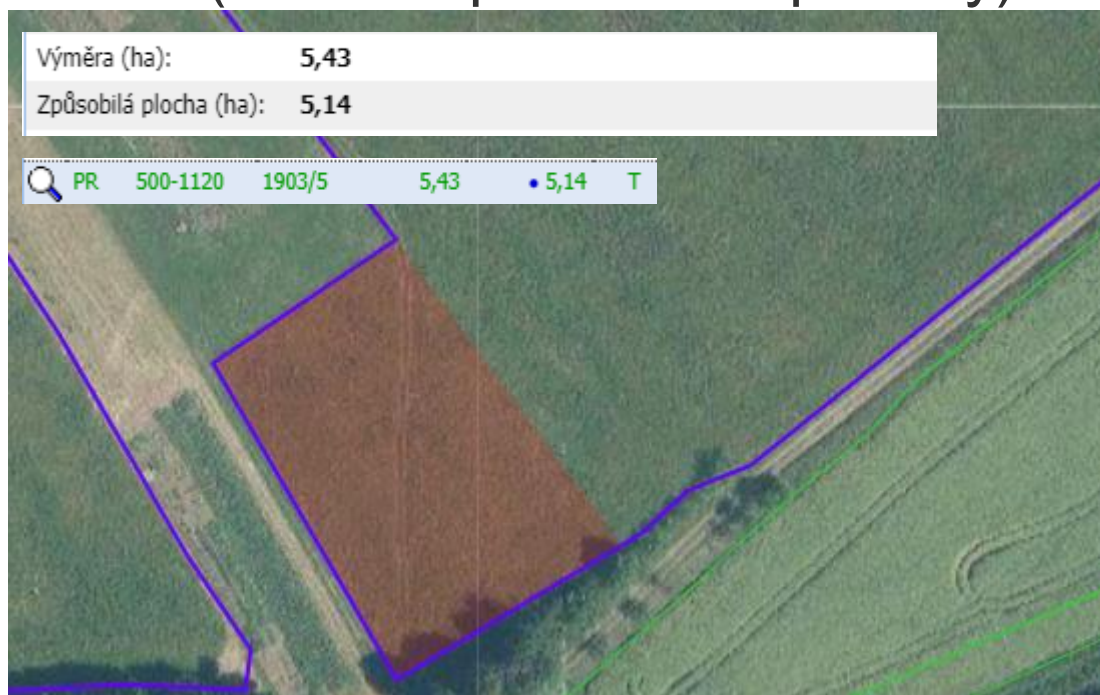 Výměra (ha): 5,43
Způsobilá plocha (ha): 5,14
PR 500-1120 1903/5 5,43 • 5,14 T